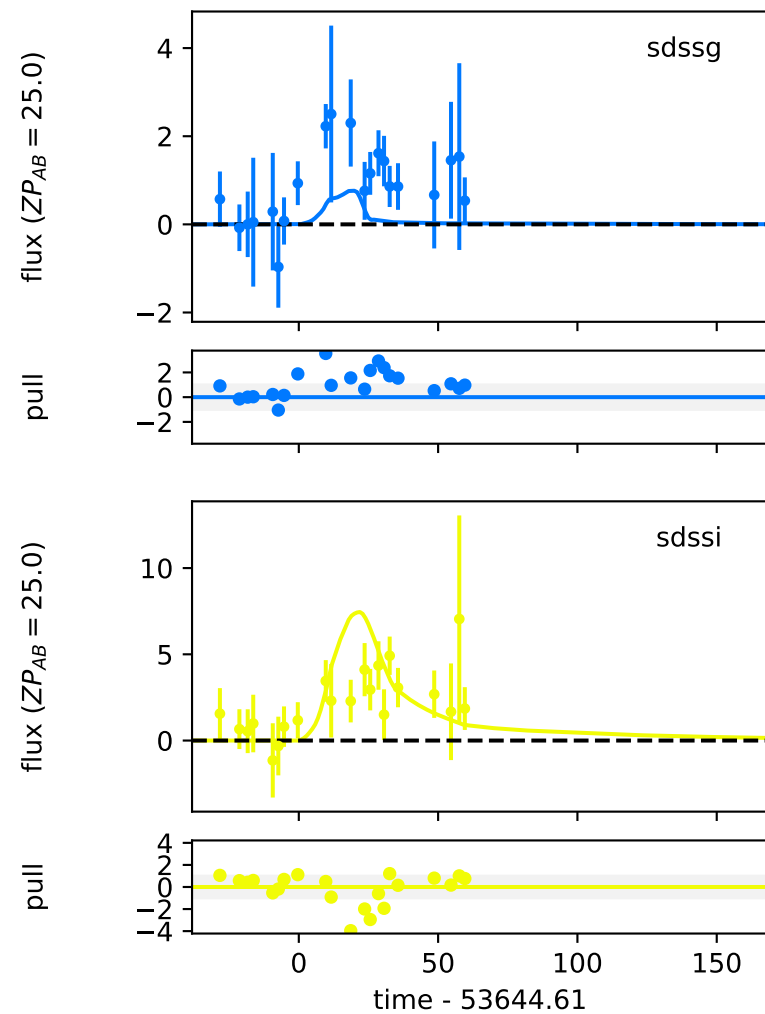 sdssg
flux (ZP_AB = 25.0)
4
2
0
−2
pull
2
0
−2
sdssi
flux (ZP_AB = 25.0)
10
5
0
pull
4
2
0
−2
−4
0 50 100 150
time - 53644.61